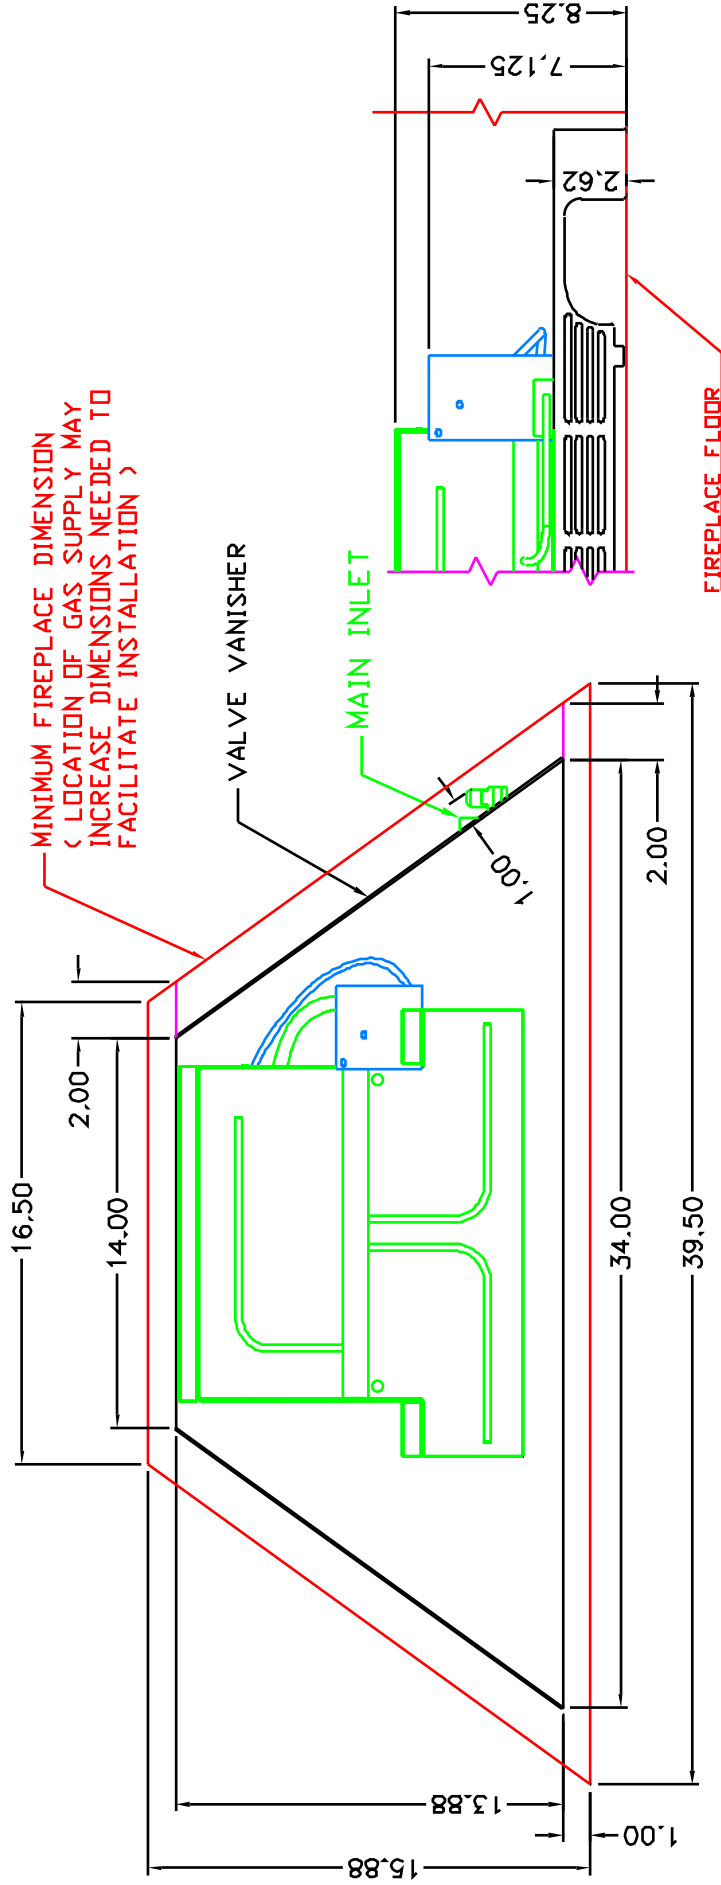 MINIMUM FIREPLACE DIMENSION
( LOCATION OF GAS SUPPLY MAY
INCREASE DIMENSIONS NEEDED TO
FACILITATE INSTALLATION )
VALVE VANISHER
MAIN INLET
16.50
2.00
14.00
1.00
2.00
34.00
39.50
13.88
15.88
1.00
8.25
7.125
2.62
FIREPLACE FLOOR